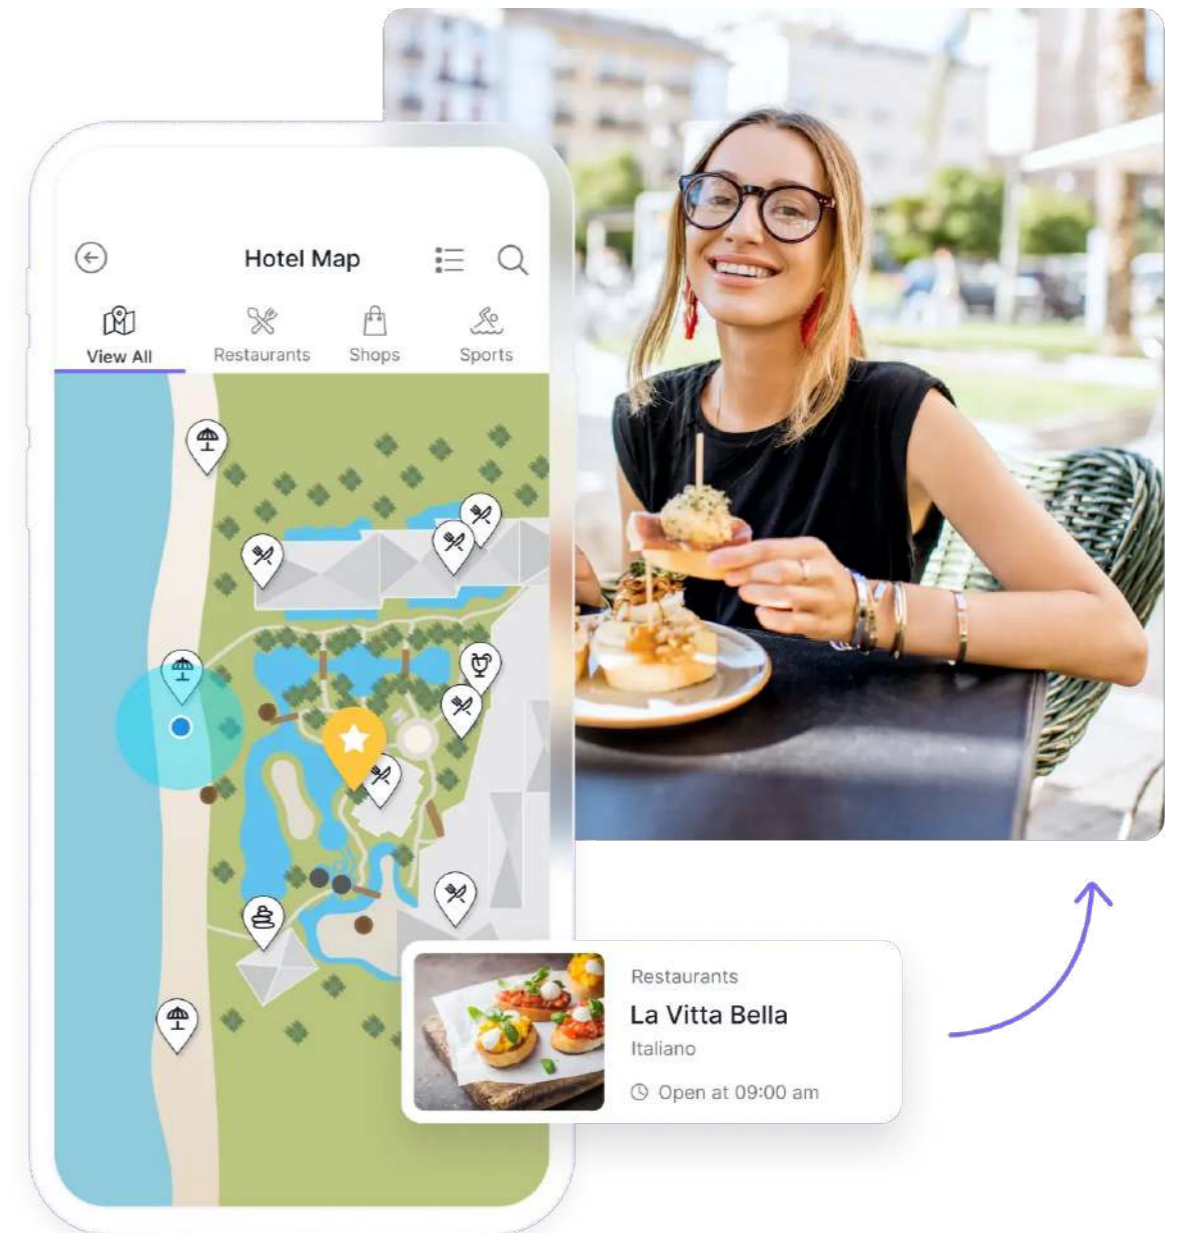 Hotel Map
View All
Restaurants
Shops
Sports
Restaurants
La Vitta Bella
Italiano
Open at 09:00 am